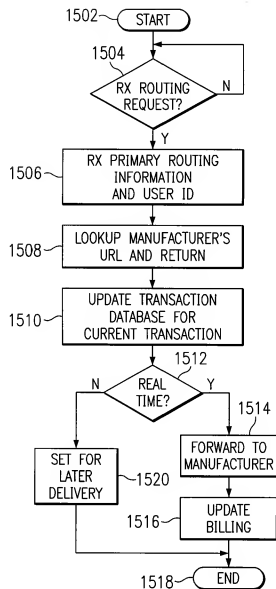 1502
START
1504
RX ROUTING
REQUEST?
N
Y
1506
RX PRIMARY ROUTING
INFORMATION
AND USER ID
1508
LOOKUP MANUFACTURER'S
URL AND RETURN
1510
UPDATE TRANSACTION
DATABASE FOR
CURRENT TRANSACTION
1512
N
REAL
TIME?
Y
1514
SET FOR
LATER
DELIVERY
1520
FORWARD TO
MANUFACTURER
1516
UPDATE
BILLING
1518
END